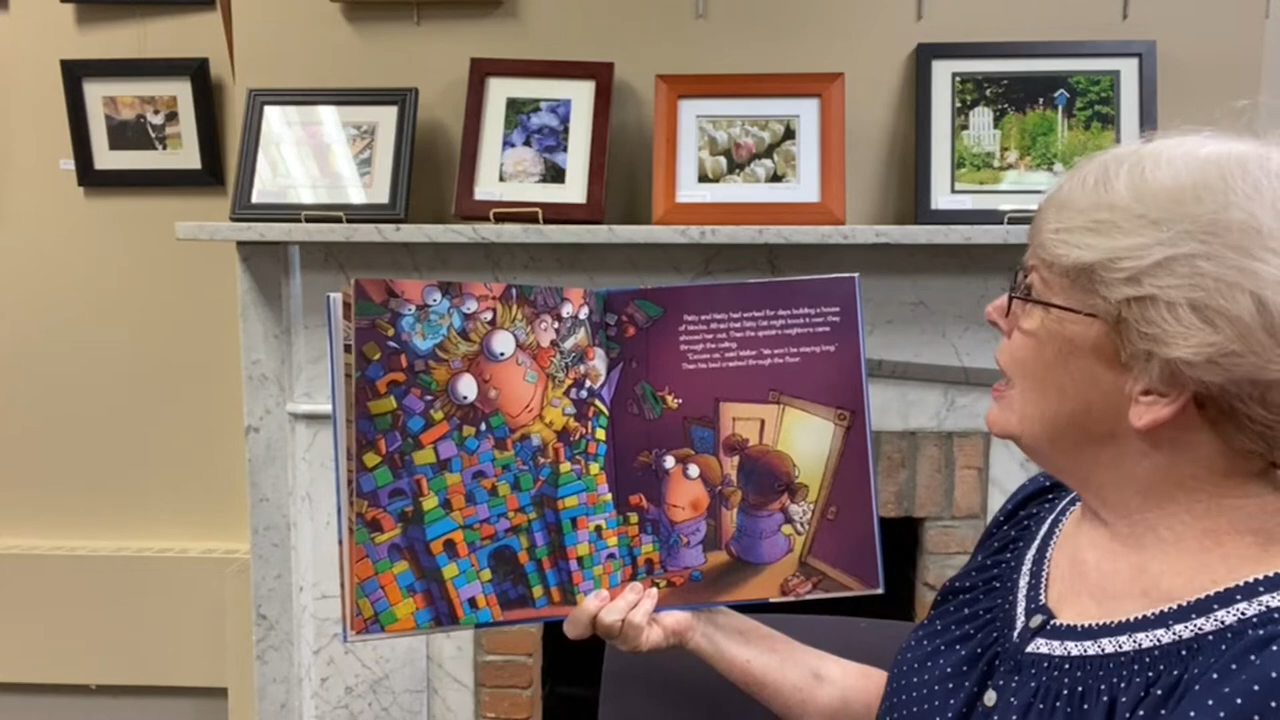 Patty and Natty had worked for days building a house
of blocks. Afraid that Fatty Cat might knock it over, they
shooed her out. Then the upstairs neighbors came
through the ceiling.
"Excuse us," said Walter. "We won't be staying long."
Then his bed crashed through the floor.